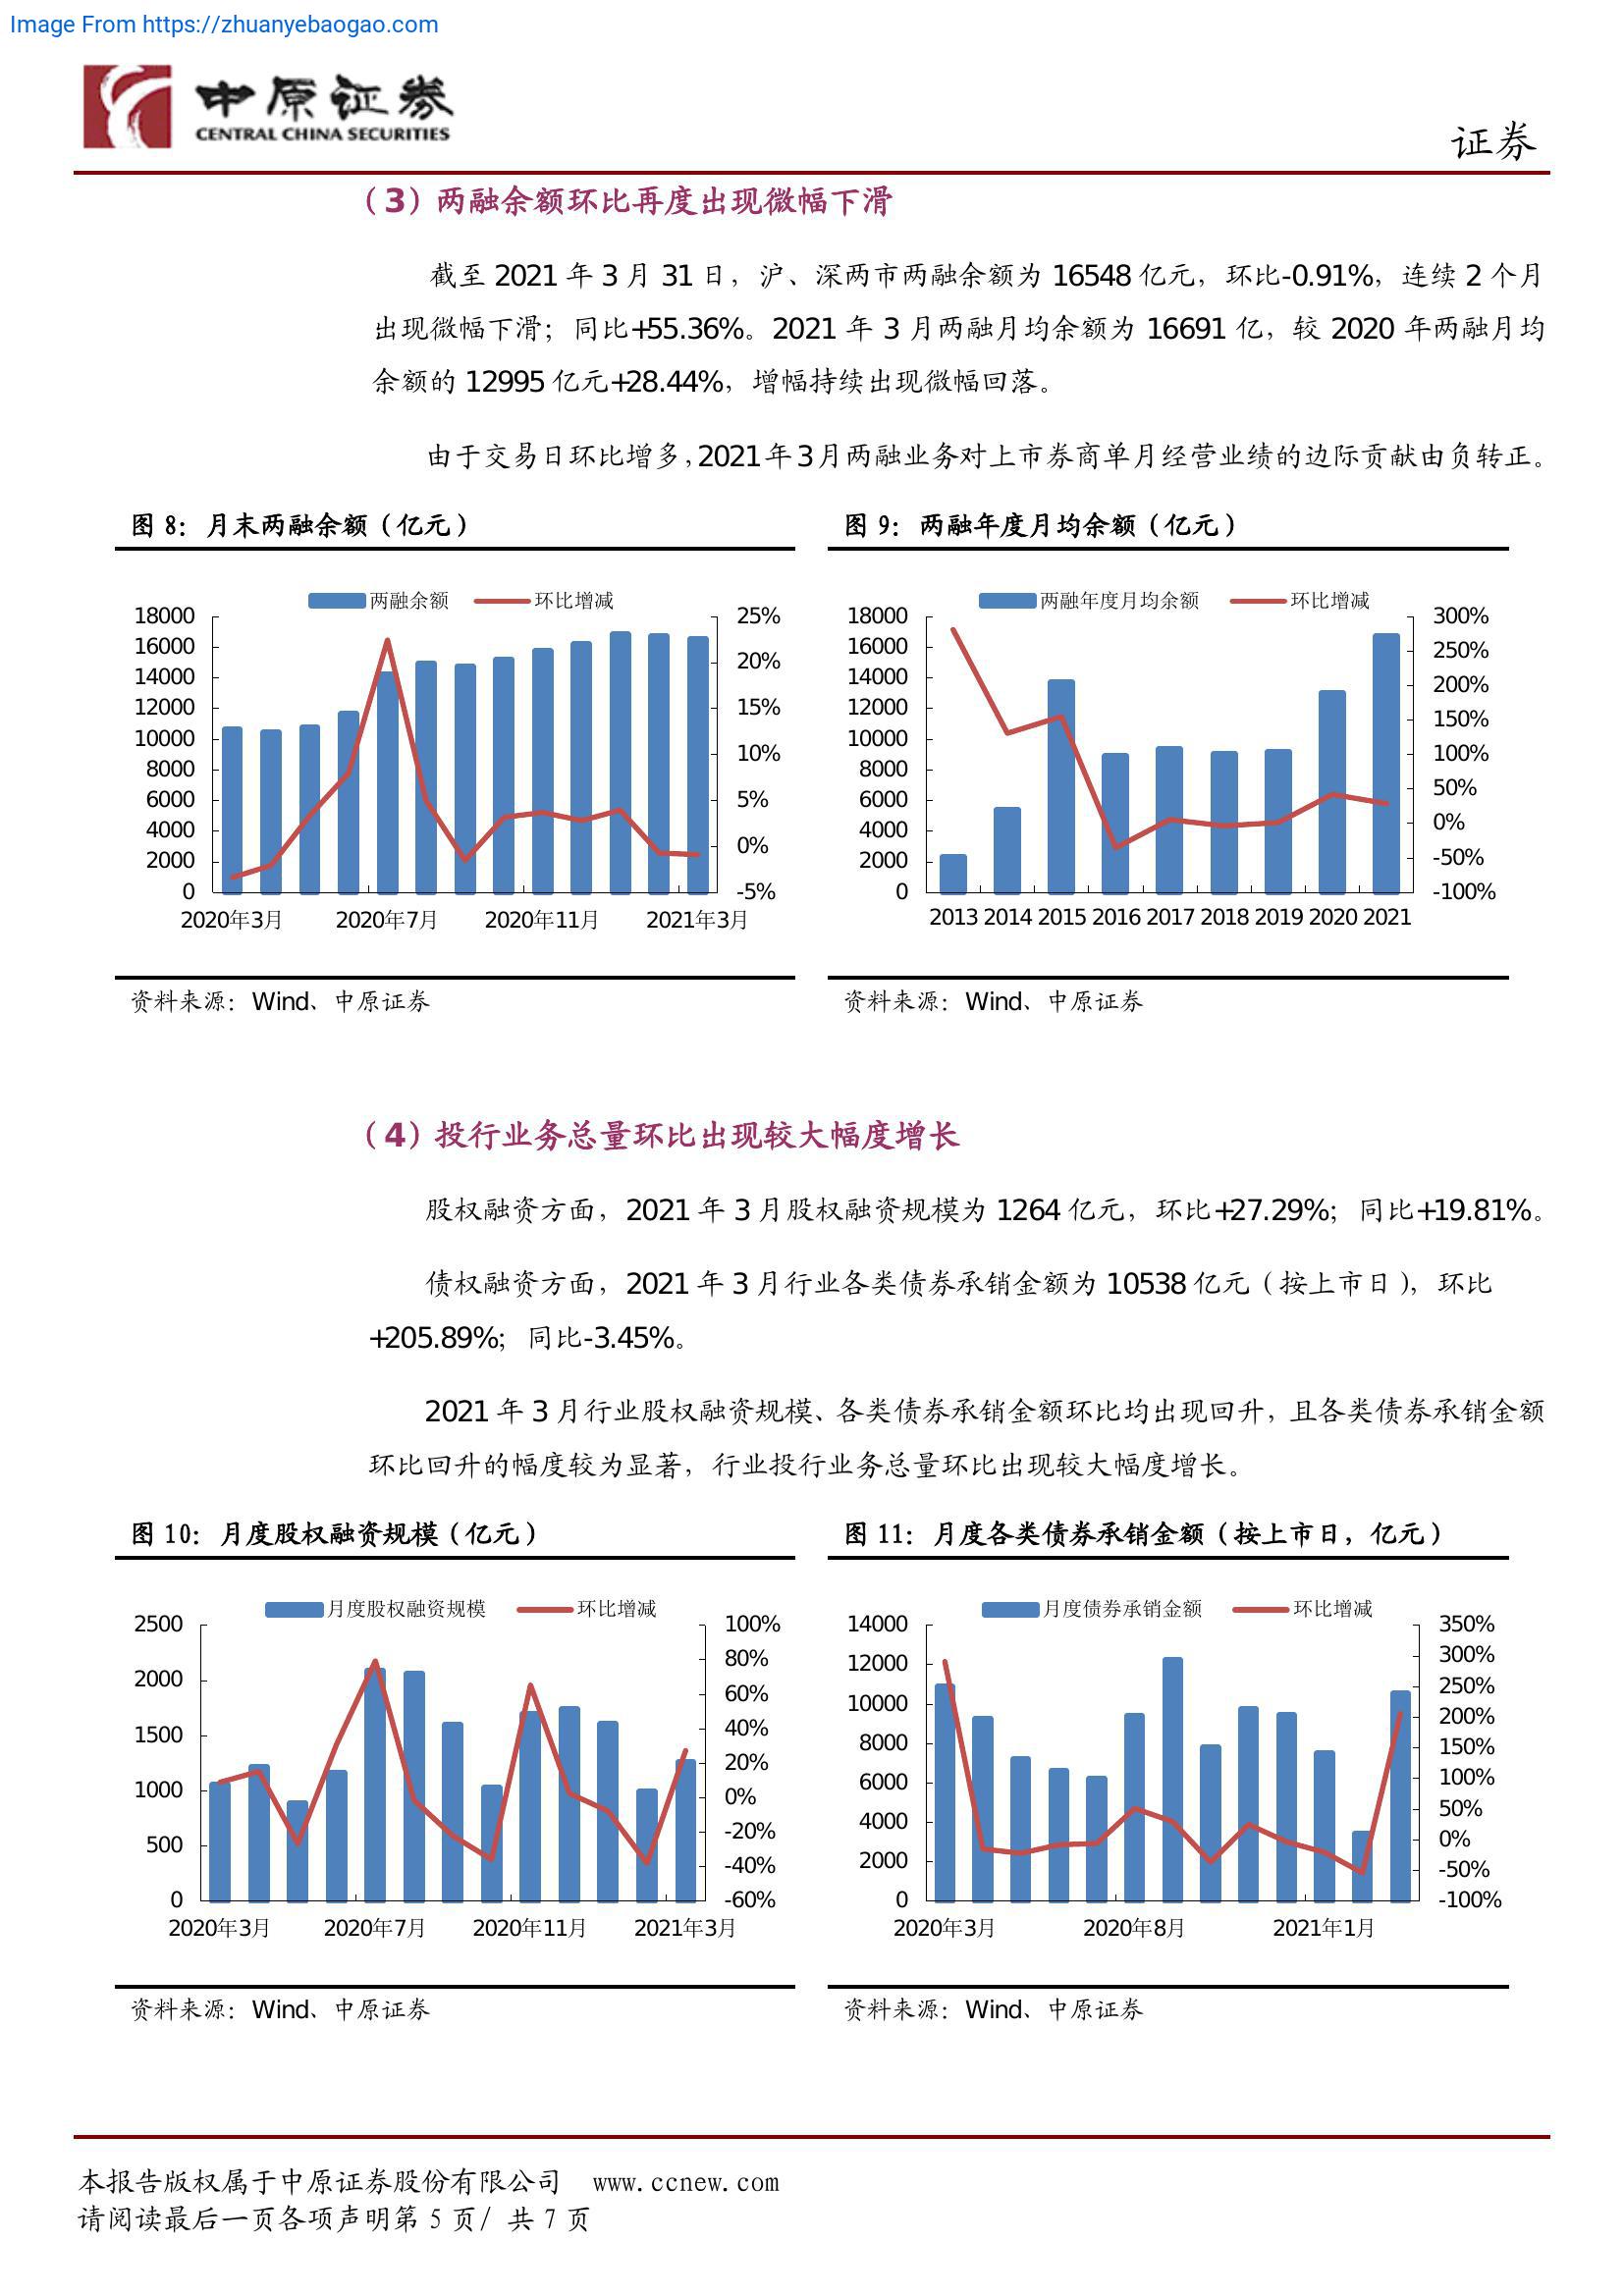 Image From https://zhuanyebaogao.com
中原证券
CENTRAL CHINA SECURITIES
证券
（3）两融余额环比再度出现微幅下滑
截至 2021 年 3 月 31 日，沪、深两市两融余额为 16548 亿元，环比-0.91%，连续 2 个月
出现微幅下滑；同比+55.36%。2021 年 3 月两融月均余额为 16691 亿，较 2020 年两融月均
余额的 12995 亿元+28.44%，增幅持续出现微幅回落。
由于交易日环比增多，2021 年 3 月两融业务对上市券商单月经营业绩的边际贡献由负转正。
图 8：月末两融余额（亿元）
两融余额 环比增减
18000
16000
14000
12000
10000
8000
6000
4000
2000
0
25%
20%
15%
10%
5%
0%
-5%
2020年3月 2020年7月 2020年11月 2021年3月
资料来源：Wind、中原证券
图 9：两融年度月均余额（亿元）
两融年度月均余额 环比增减
18000
16000
14000
12000
10000
8000
6000
4000
2000
0
300%
250%
200%
150%
100%
50%
0%
-50%
-100%
2013 2014 2015 2016 2017 2018 2019 2020 2021
资料来源：Wind、中原证券
（4）投行业务总量环比出现较大幅度增长
股权融资方面，2021 年 3 月股权融资规模为 1264 亿元，环比+27.29%；同比+19.81%。
债权融资方面，2021 年 3 月行业各类债券承销金额为 10538 亿元（按上市日），环比
+205.89%；同比-3.45%。
2021 年 3 月行业股权融资规模、各类债券承销金额环比均出现回升，且各类债券承销金额
环比回升的幅度较为显著，行业投行业务总量环比出现较大幅度增长。
图 10：月度股权融资规模（亿元）
月度股权融资规模 环比增减
2500
2000
1500
1000
500
0
100%
80%
60%
40%
20%
0%
-20%
-40%
-60%
2020年3月 2020年7月 2020年11月 2021年3月
资料来源：Wind、中原证券
图 11：月度各类债券承销金额（按上市日，亿元）
月度债券承销金额 环比增减
14000
12000
10000
8000
6000
4000
2000
0
350%
300%
250%
200%
150%
100%
50%
0%
-50%
-100%
2020年3月 2020年8月 2021年1月
资料来源：Wind、中原证券
本报告版权属于中原证券股份有限公司 www.ccnew.com
请阅读最后一页各项声明第 5 页/ 共 7 页